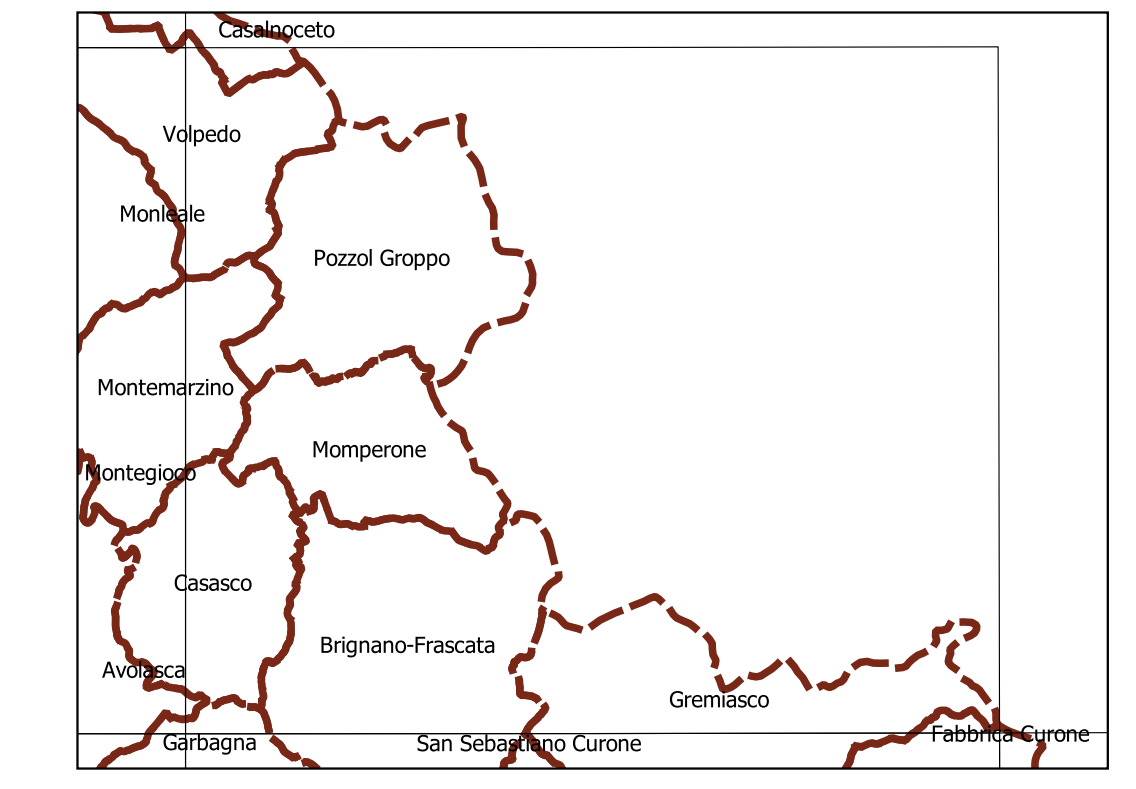 Casalnoceto
Volpedo
Monleale
Pozzol Groppo
Montemarzino
Momperone
Montegioco
Casasco
Brignano-Frascata
Avolasca
Gremiasco
Fabbrica Curone
Garbagna
San Sebastiano Curone